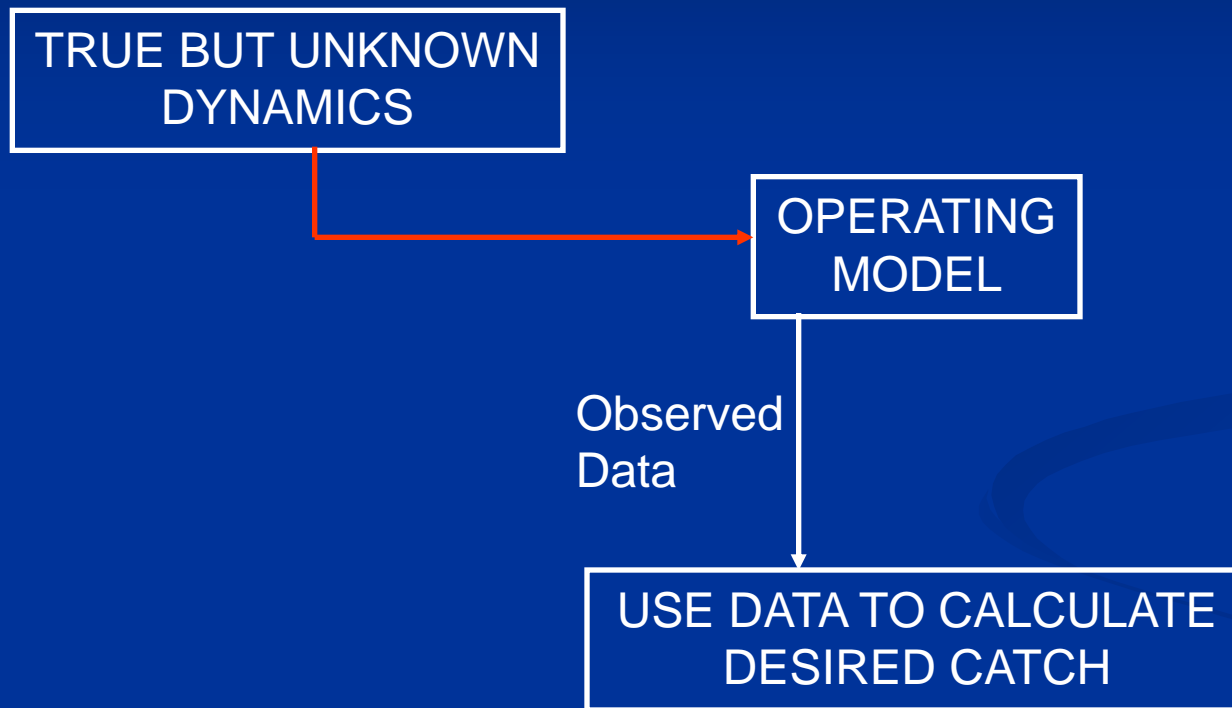 TRUE BUT UNKNOWN
DYNAMICS
OPERATING
MODEL
Observed
Data
USE DATA TO CALCULATE
DESIRED CATCH